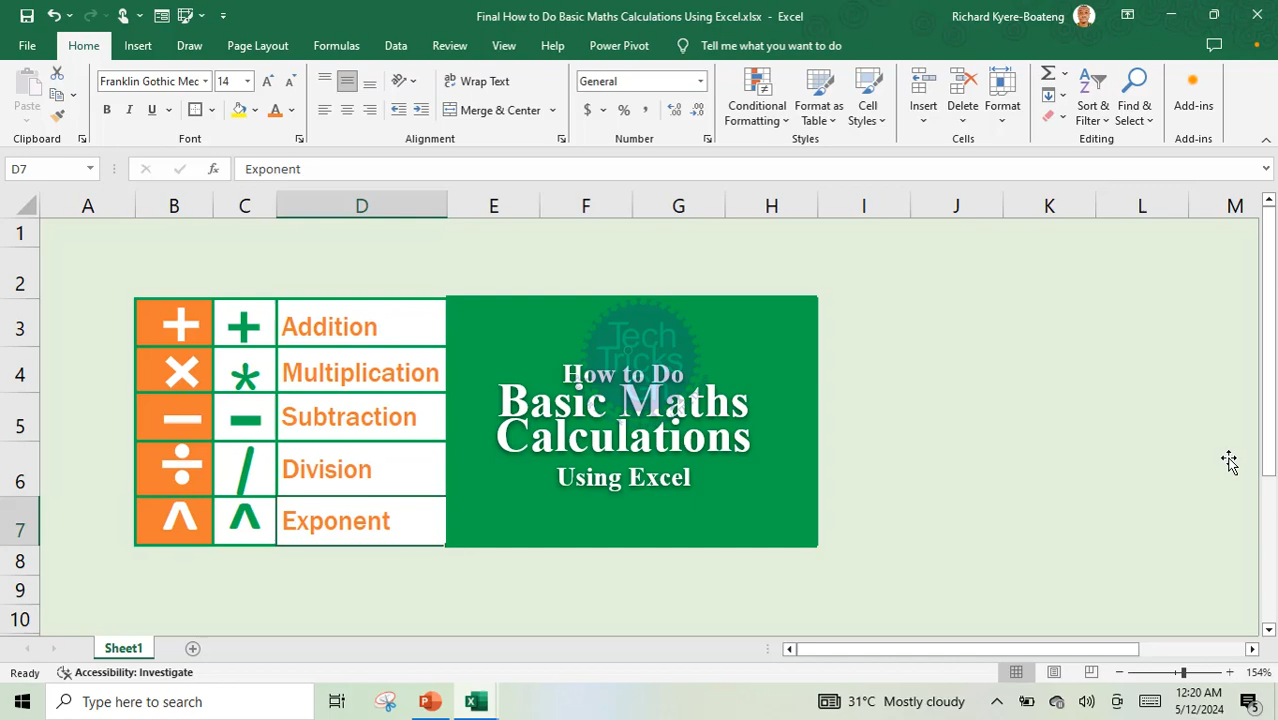 Final How to Do Basic Maths Calculations Using Excel.xlsx - Excel
Richard Kyere-Boateng
File Home Insert Draw Page Layout Formulas Data Review View Help Power Pivot Tell me what you want to do
Paste
Clipboard
Franklin Gothic Mec 14
B I U A
Font
Wrap Text
Merge & Center
Alignment
General
$ % ,
Number
Conditional Formatting
Format as Table
Cell Styles
Styles
Insert
Delete
Format
Cells
Sort & Filter
Find & Select
Editing
Add-ins
Add-ins
D7 fx Exponent
A B C D E F G H I J K L M
1
2
3 + + Addition
4 × * Multiplication
5 − - Subtraction
6 ÷ / Division
7 ^ ^ Exponent
8
9
10
Tech
Tricks
How to Do
Basic Maths
Calculations
Using Excel
Sheet1
Ready Accessibility: Investigate 154%
Type here to search
31°C Mostly cloudy
12:20 AM
5/12/2024
5